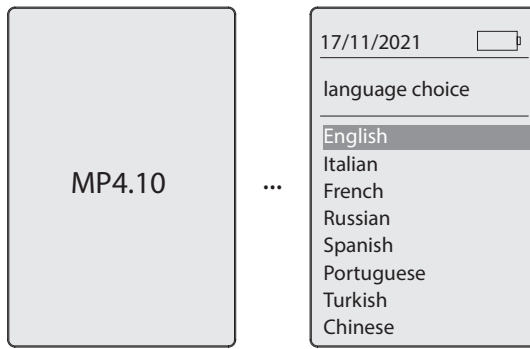 MP4.10
...
17/11/2021
language choice
English
Italian
French
Russian
Spanish
Portuguese
Turkish
Chinese